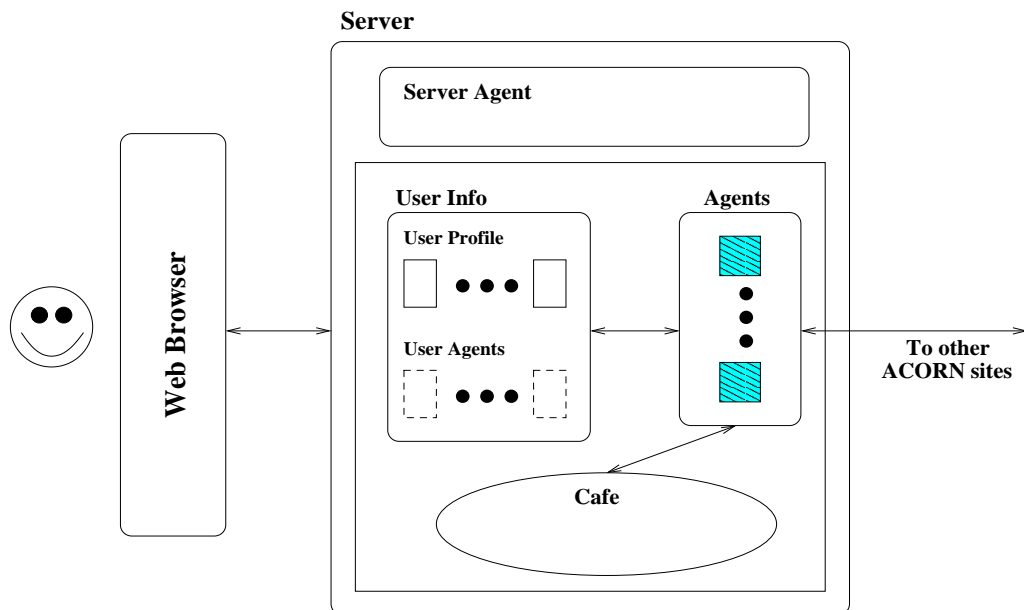 Server
Server Agent
Web Browser
User Info
User Profile
User Agents
Agents
To other
ACORN sites
Cafe